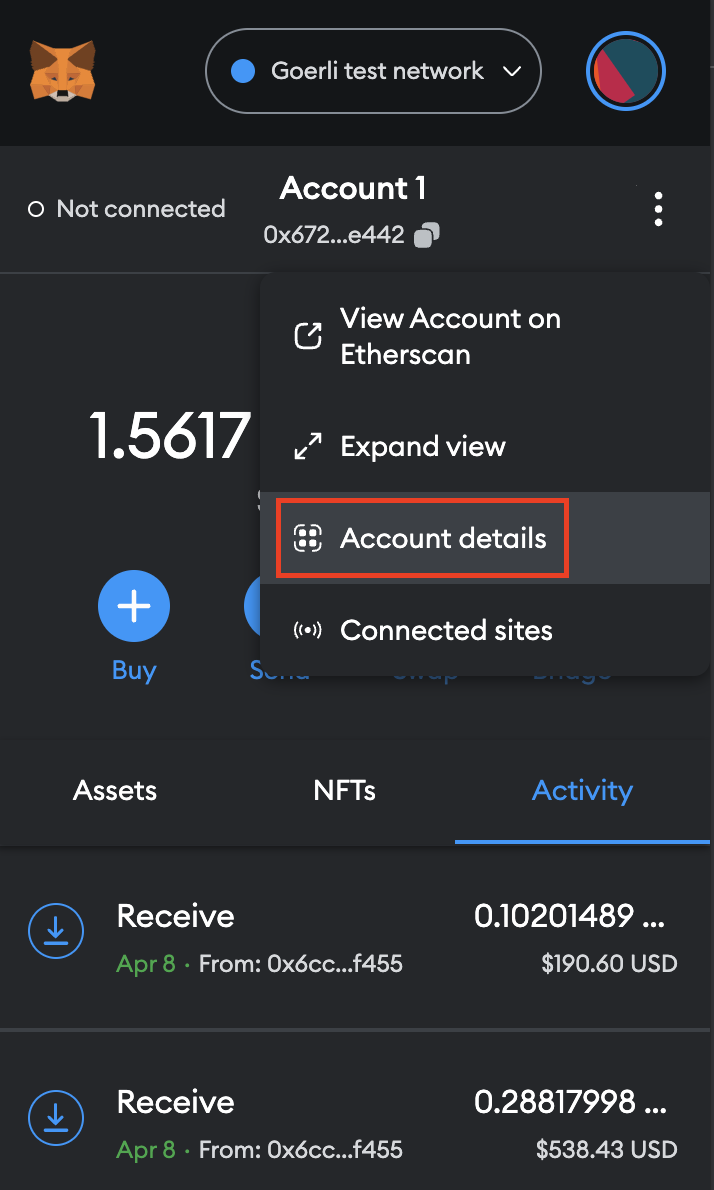 Goerli test network
Account 1
Not connected
0x672...e442
View Account on
Etherscan
1.5617
Expand view
Account details
Connected sites
Buy
Send
Swap
Bridge
Assets
NFTs
Activity
Receive
0.10201489 ...
Apr 8 · From: 0x6cc...f455
$190.60 USD
Receive
0.28817998 ...
Apr 8 · From: 0x6cc...f455
$538.43 USD